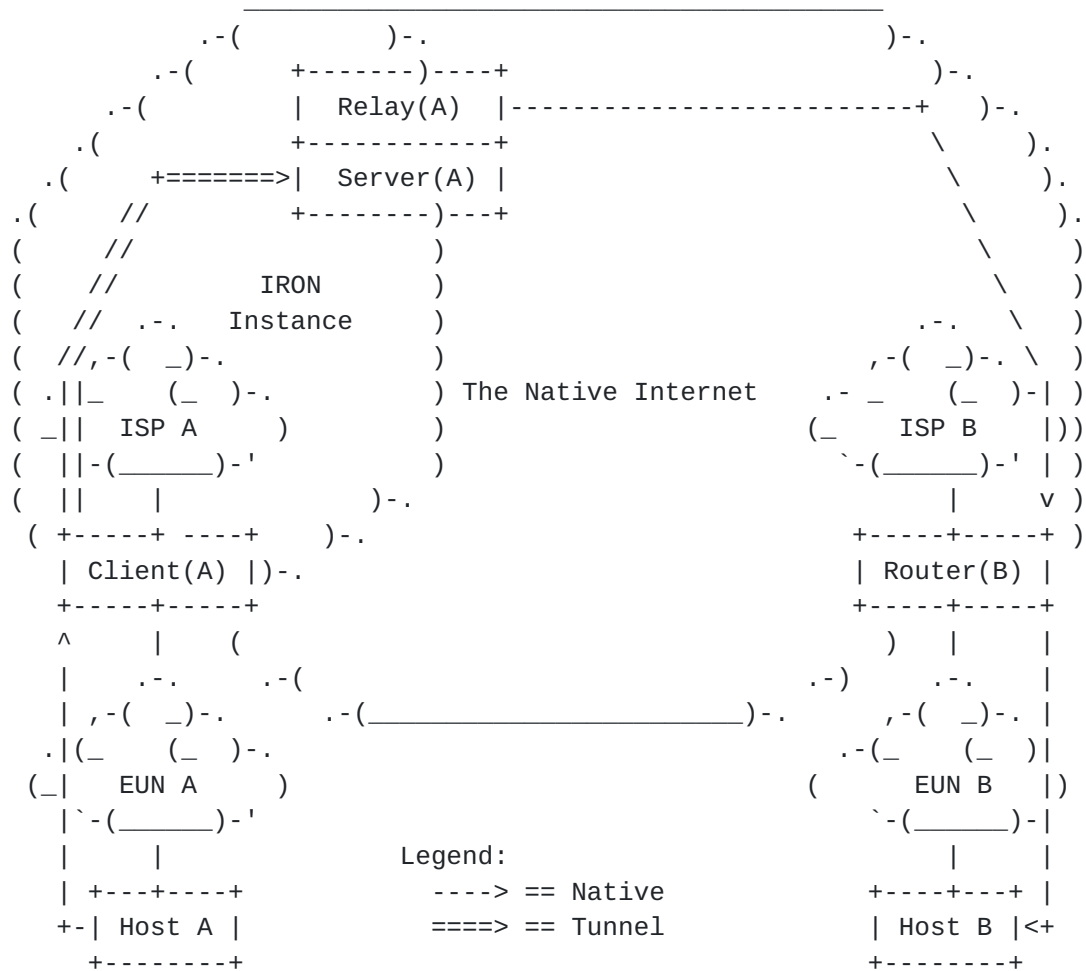 Relay(A)
Server(A)
IRON
Instance
The Native Internet
ISP A ISP B
Client(A) Router(B)
EUN A EUN B
Legend:
----> == Native
====> == Tunnel
Host A Host B